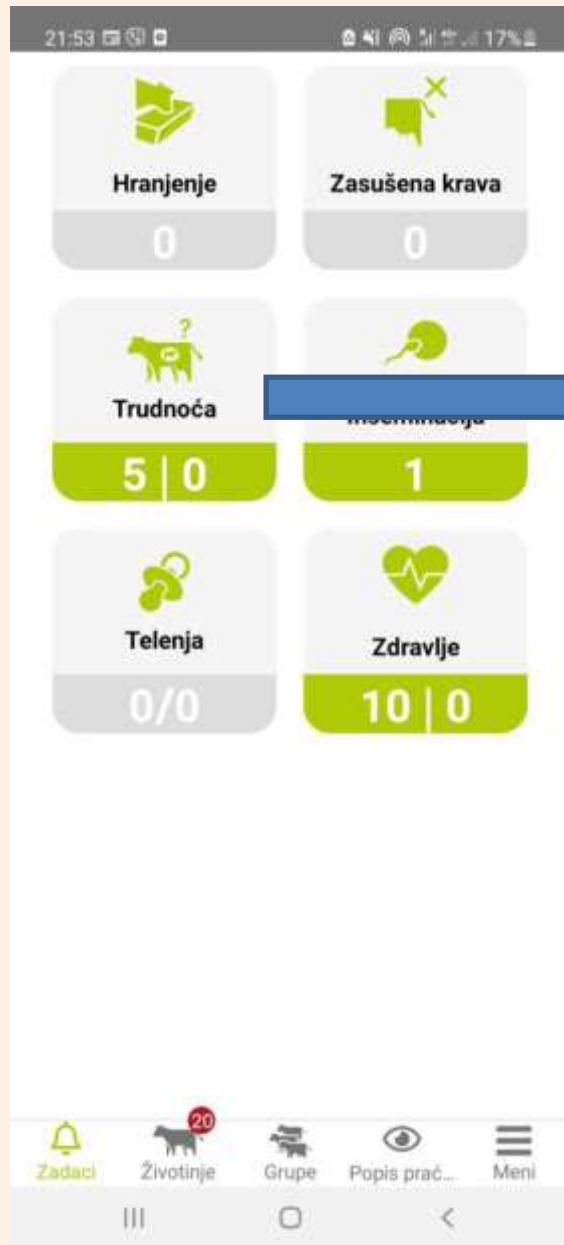 21:53 17%
Hranjenje Zasušena krava
0 0
?
Trudnoća Inseminacija
5 | 0 1
Telenja Zdravlje
0/0 10 | 0
20
Zadaci Životinje Grupe Popis prać... Meni